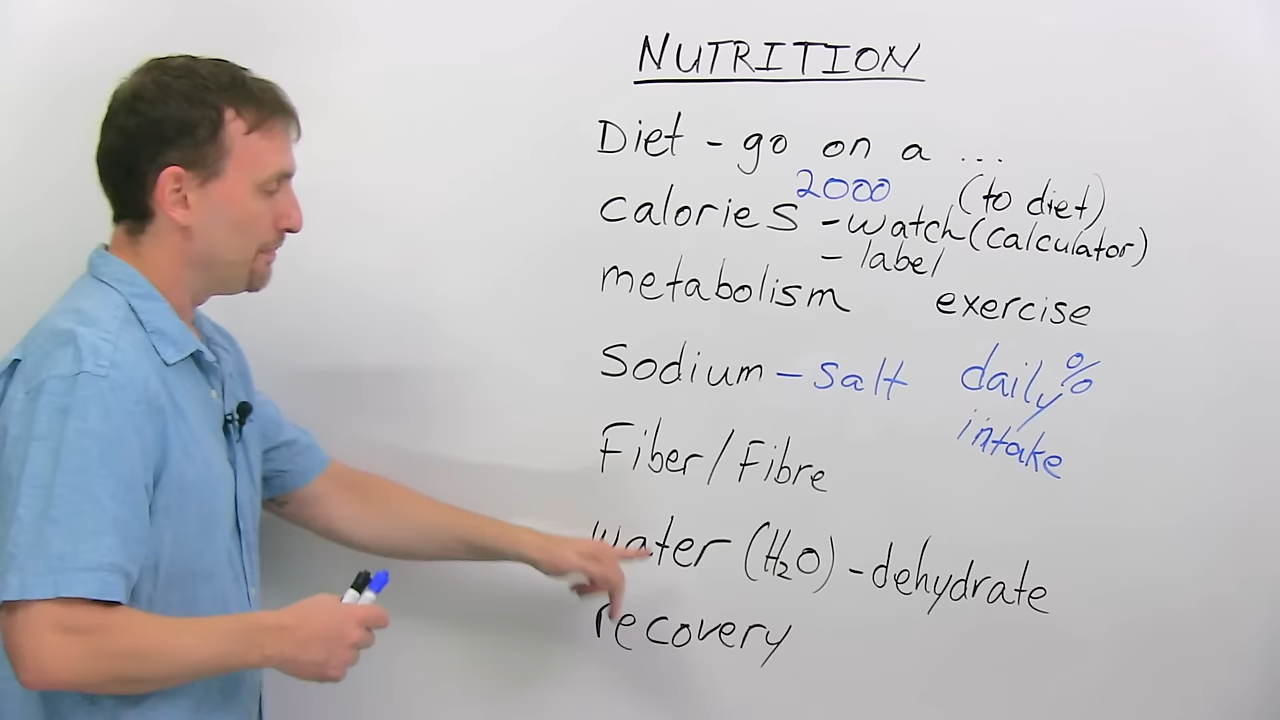 NUTRITION
Diet - go on a ...
2000 (to diet)
calories - watch (calculator)
- label
metabolism exercise
Sodium - salt daily %
intake
Fiber / Fibre
water (H₂O) - dehydrate
recovery